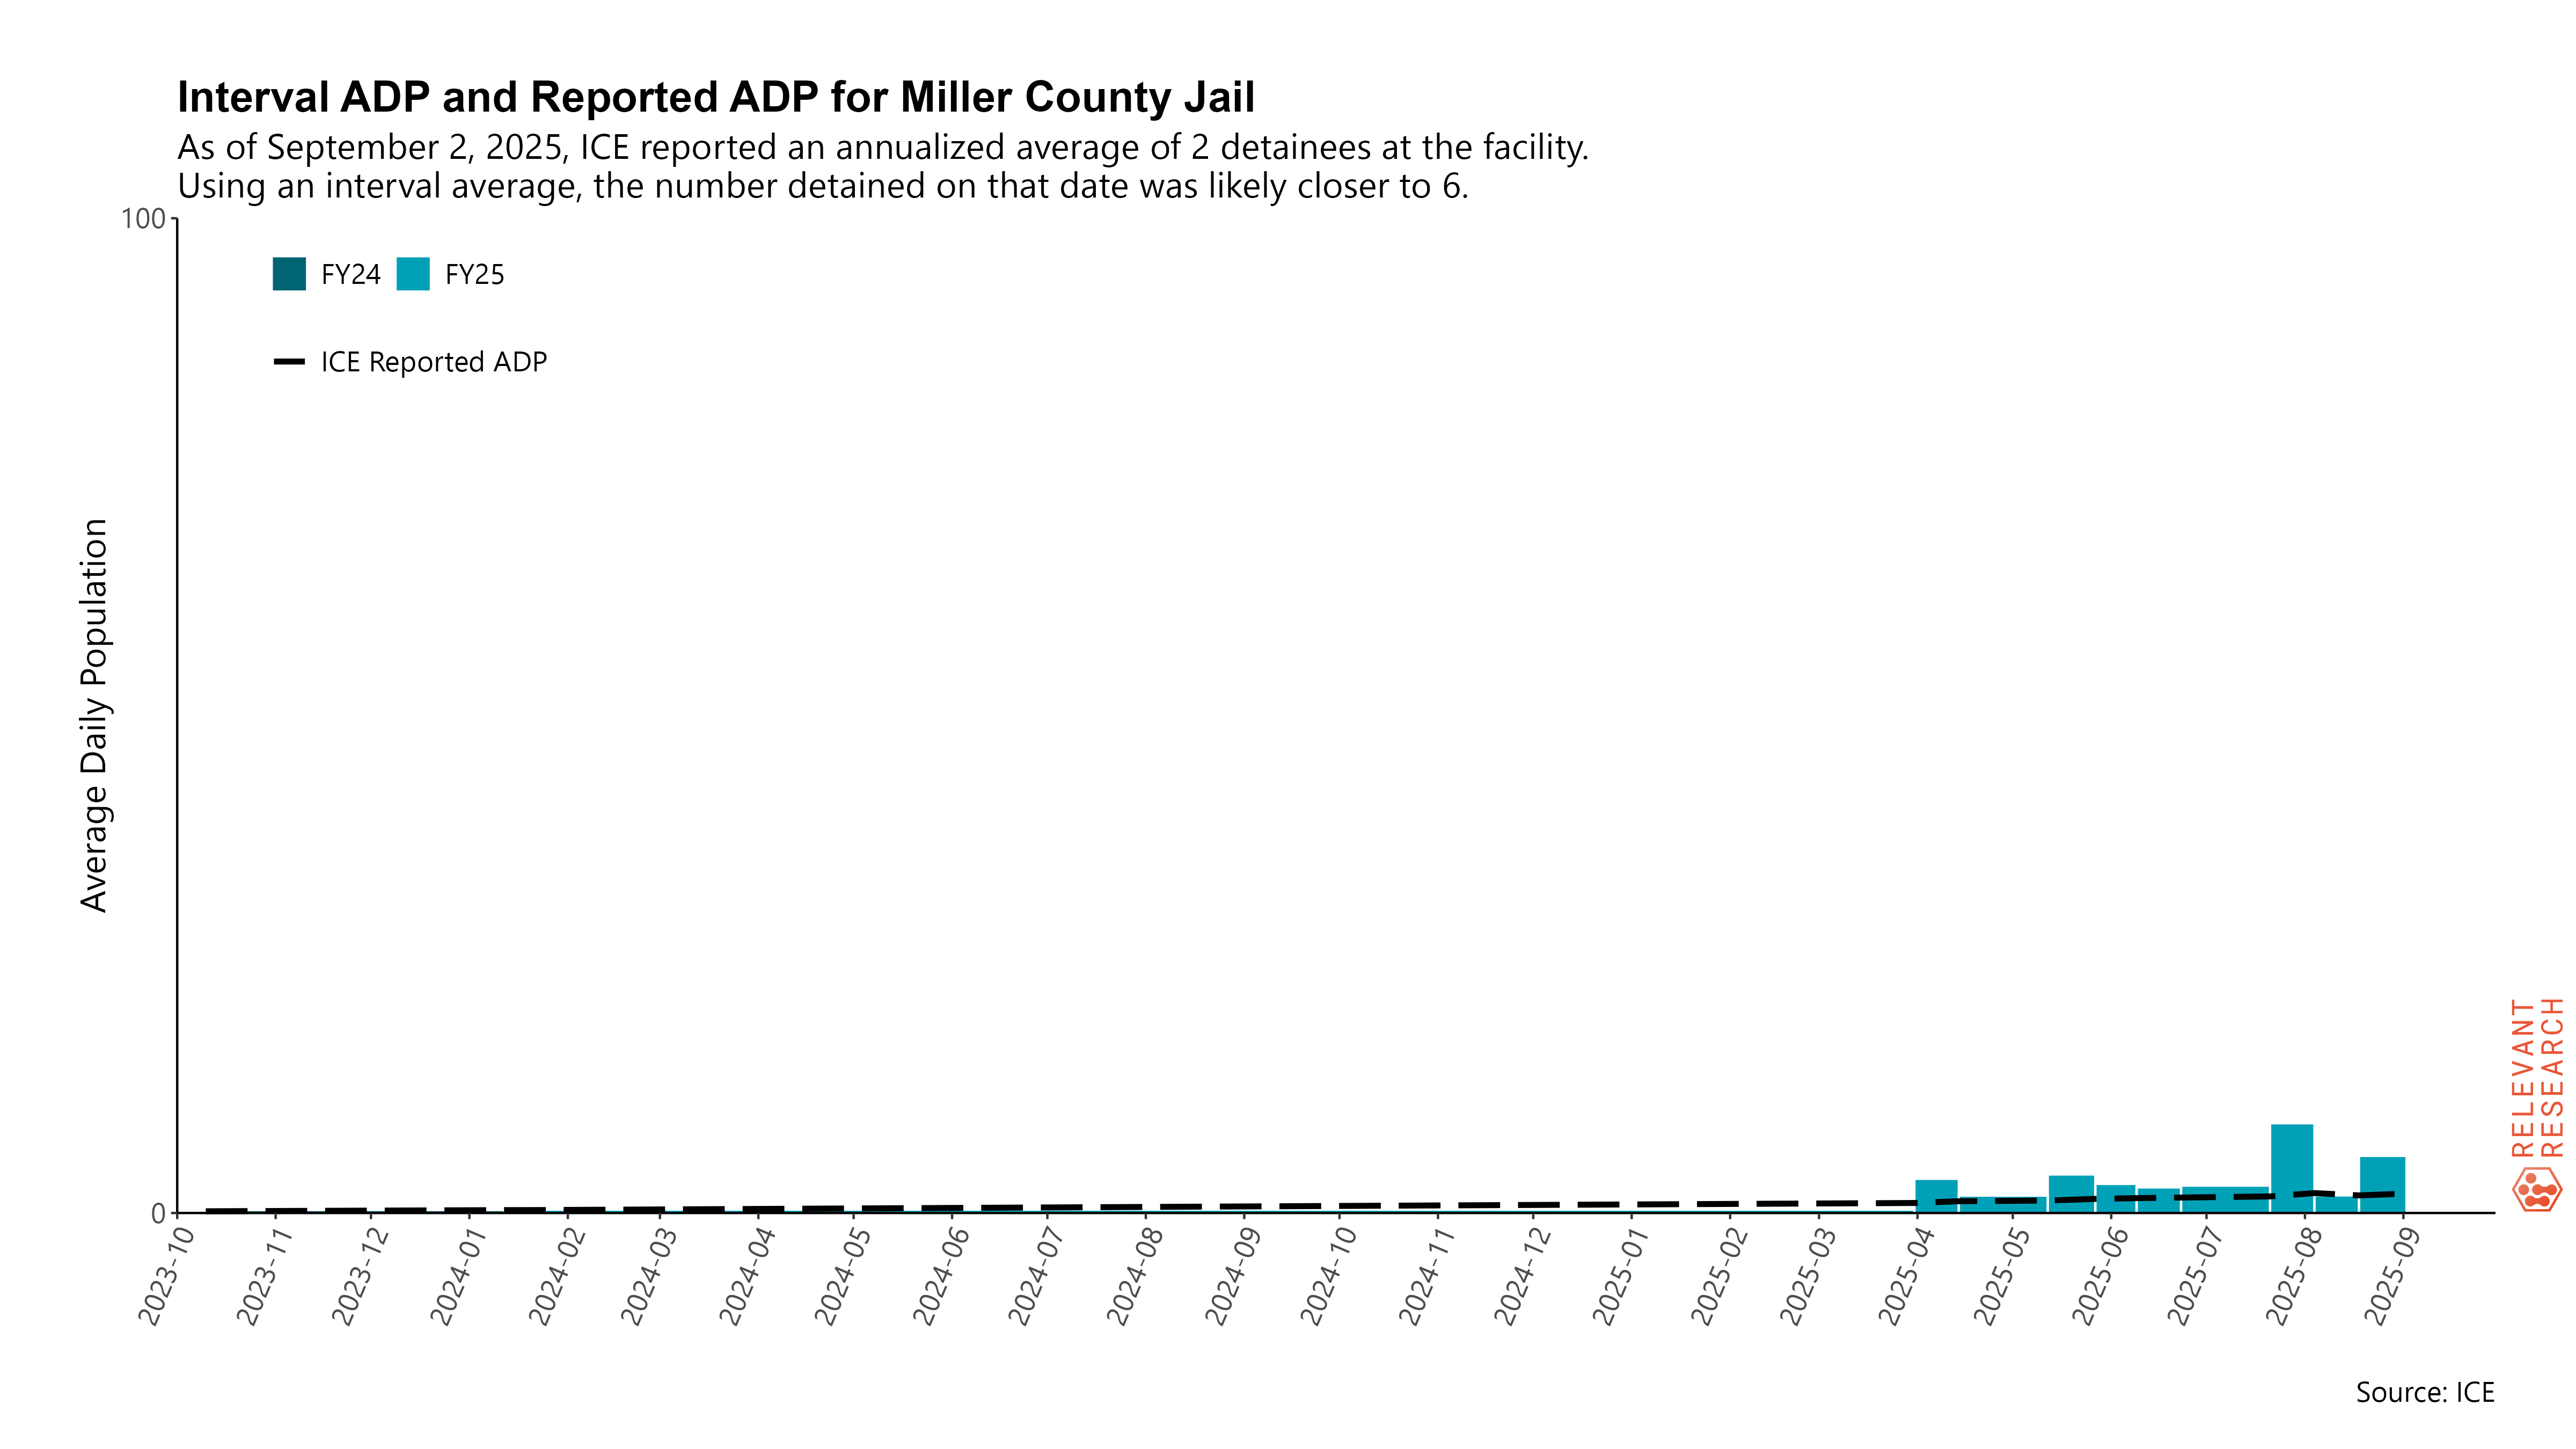 Interval ADP and Reported ADP for Miller County Jail
As of September 2, 2025, ICE reported an annualized average of 2 detainees at the facility.
Using an interval average, the number detained on that date was likely closer to 6.
100
FY24
FY25
ICE Reported ADP
Average Daily Population
0
2023-10
2023-11
2023-12
2024-01
2024-02
2024-03
2024-04
2024-05
2024-06
2024-07
2024-08
2024-09
2024-10
2024-11
2024-12
2025-01
2025-02
2025-03
2025-04
2025-05
2025-06
2025-07
2025-08
2025-09
RELEVANT
RESEARCH
Source: ICE